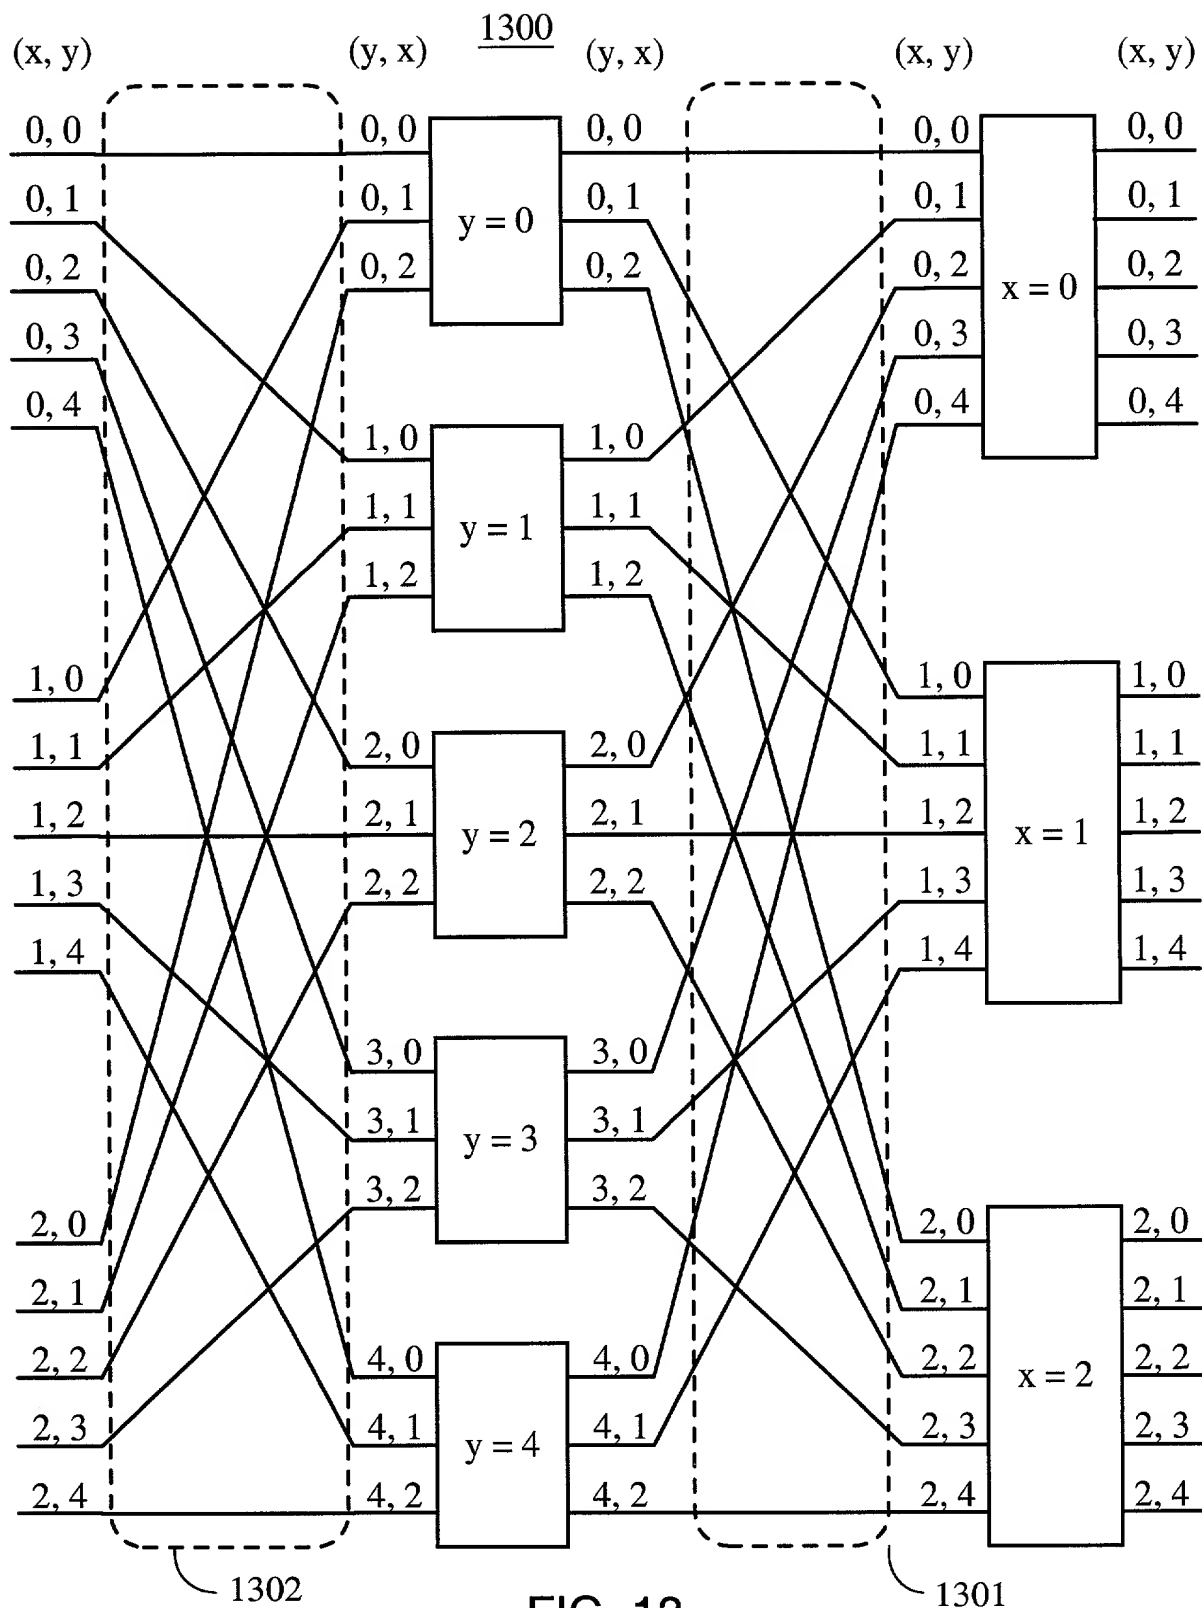 1300
(x, y) (y, x) (y, x) (x, y) (x, y)
0, 0 0, 0 0, 0 0, 0 0, 0
0, 1 0, 1 y = 0 0, 1 0, 1 0, 1
0, 2 0, 2 0, 2 0, 2 x = 0 0, 2
0, 3 0, 3 0, 3
0, 4 0, 4 0, 4
1, 0 1, 0
1, 1 y = 1 1, 1
1, 2 1, 2
1, 0 1, 0 1, 0
1, 1 2, 0 2, 0 1, 1 1, 1
1, 2 2, 1 y = 2 2, 1 1, 2 x = 1 1, 2
1, 3 2, 2 2, 2 1, 3 1, 3
1, 4 1, 4 1, 4
3, 0 3, 0
3, 1 y = 3 3, 1
3, 2 3, 2
2, 0 2, 0 2, 0
2, 1 2, 1 2, 1
2, 2 4, 0 4, 0 2, 2 x = 2 2, 2
2, 3 4, 1 y = 4 4, 1 2, 3 2, 3
2, 4 4, 2 4, 2 2, 4 2, 4
1302 1301
FIG.